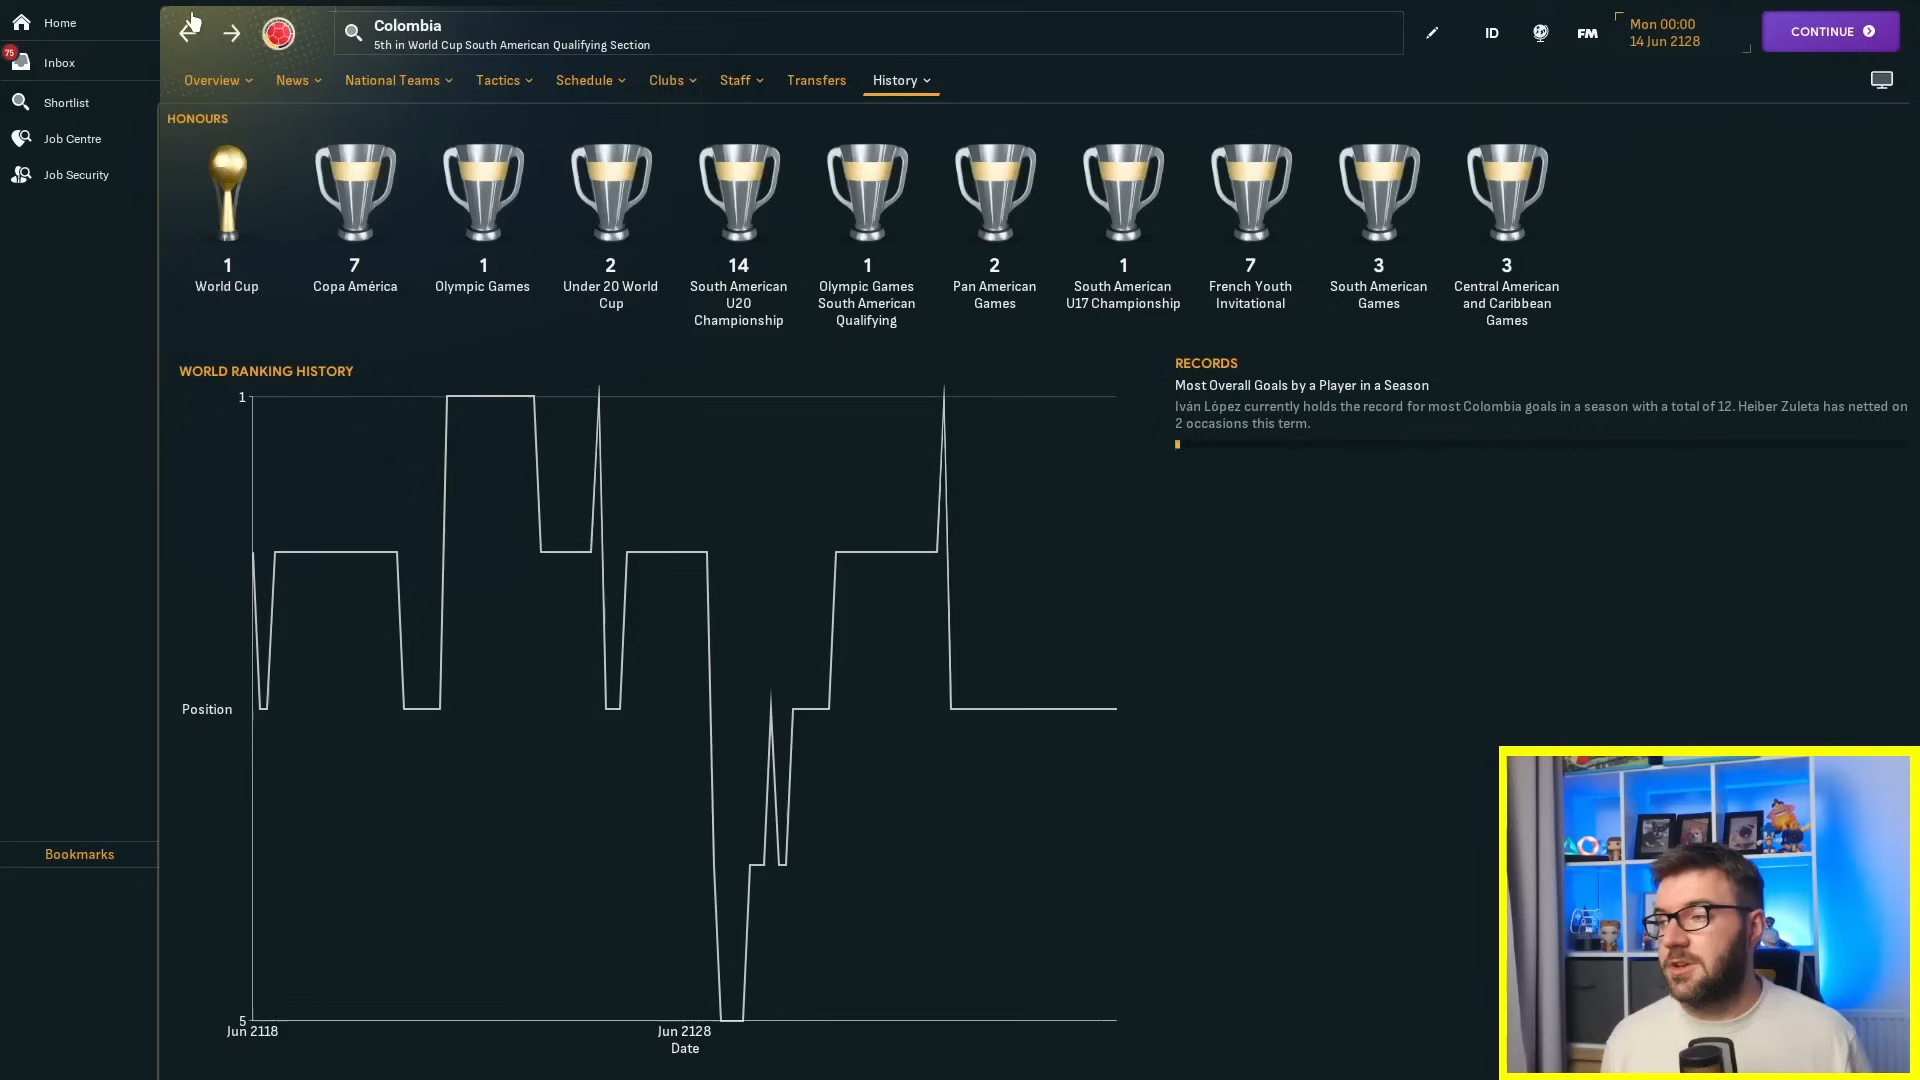 Home
75
Inbox
Shortlist
Job Centre
Job Security
Bookmarks
Colombia
5th in World Cup South American Qualifying Section
ID
FM
Mon 00:00
14 Jun 2128
CONTINUE
Overview
News
National Teams
Tactics
Schedule
Clubs
Staff
Transfers
History
HONOURS
1
World Cup
7
Copa América
1
Olympic Games
2
Under 20 World
Cup
14
South American
U20
Championship
1
Olympic Games
South American
Qualifying
2
Pan American
Games
1
South American
U17 Championship
7
French Youth
Invitational
3
South American
Games
3
Central American
and Caribbean
Games
WORLD RANKING HISTORY
1
Position
5
Jun 2118
Jun 2128
Date
RECORDS
Most Overall Goals by a Player in a Season
Iván López currently holds the record for most Colombia goals in a season with a total of 12. Heiber Zuleta has netted on
2 occasions this term.